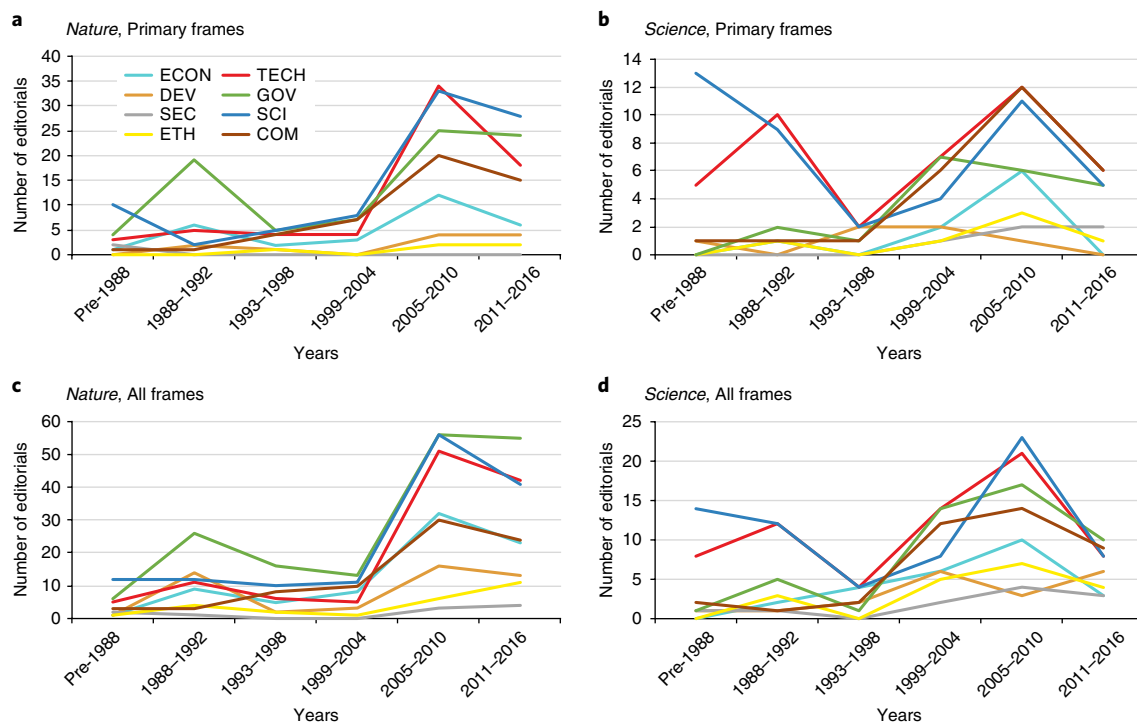 a
Nature, Primary frames
Number of editorials
40
35
30
25
20
15
10
5
0
ECON
TECH
DEV
GOV
SEC
SCI
ETH
COM
Pre-1988
1988–1992
1993–1998
1999–2004
2005–2010
2011–2016
Years
b
Science, Primary frames
Number of editorials
14
12
10
8
6
4
2
0
Pre-1988
1988–1992
1993–1998
1999–2004
2005–2010
2011–2016
Years
c
Nature, All frames
Number of editorials
60
50
40
30
20
10
0
Pre-1988
1988–1992
1993–1998
1999–2004
2005–2010
2011–2016
Years
d
Science, All frames
Number of editorials
25
20
15
10
5
0
Pre-1988
1988–1992
1993–1998
1999–2004
2005–2010
2011–2016
Years